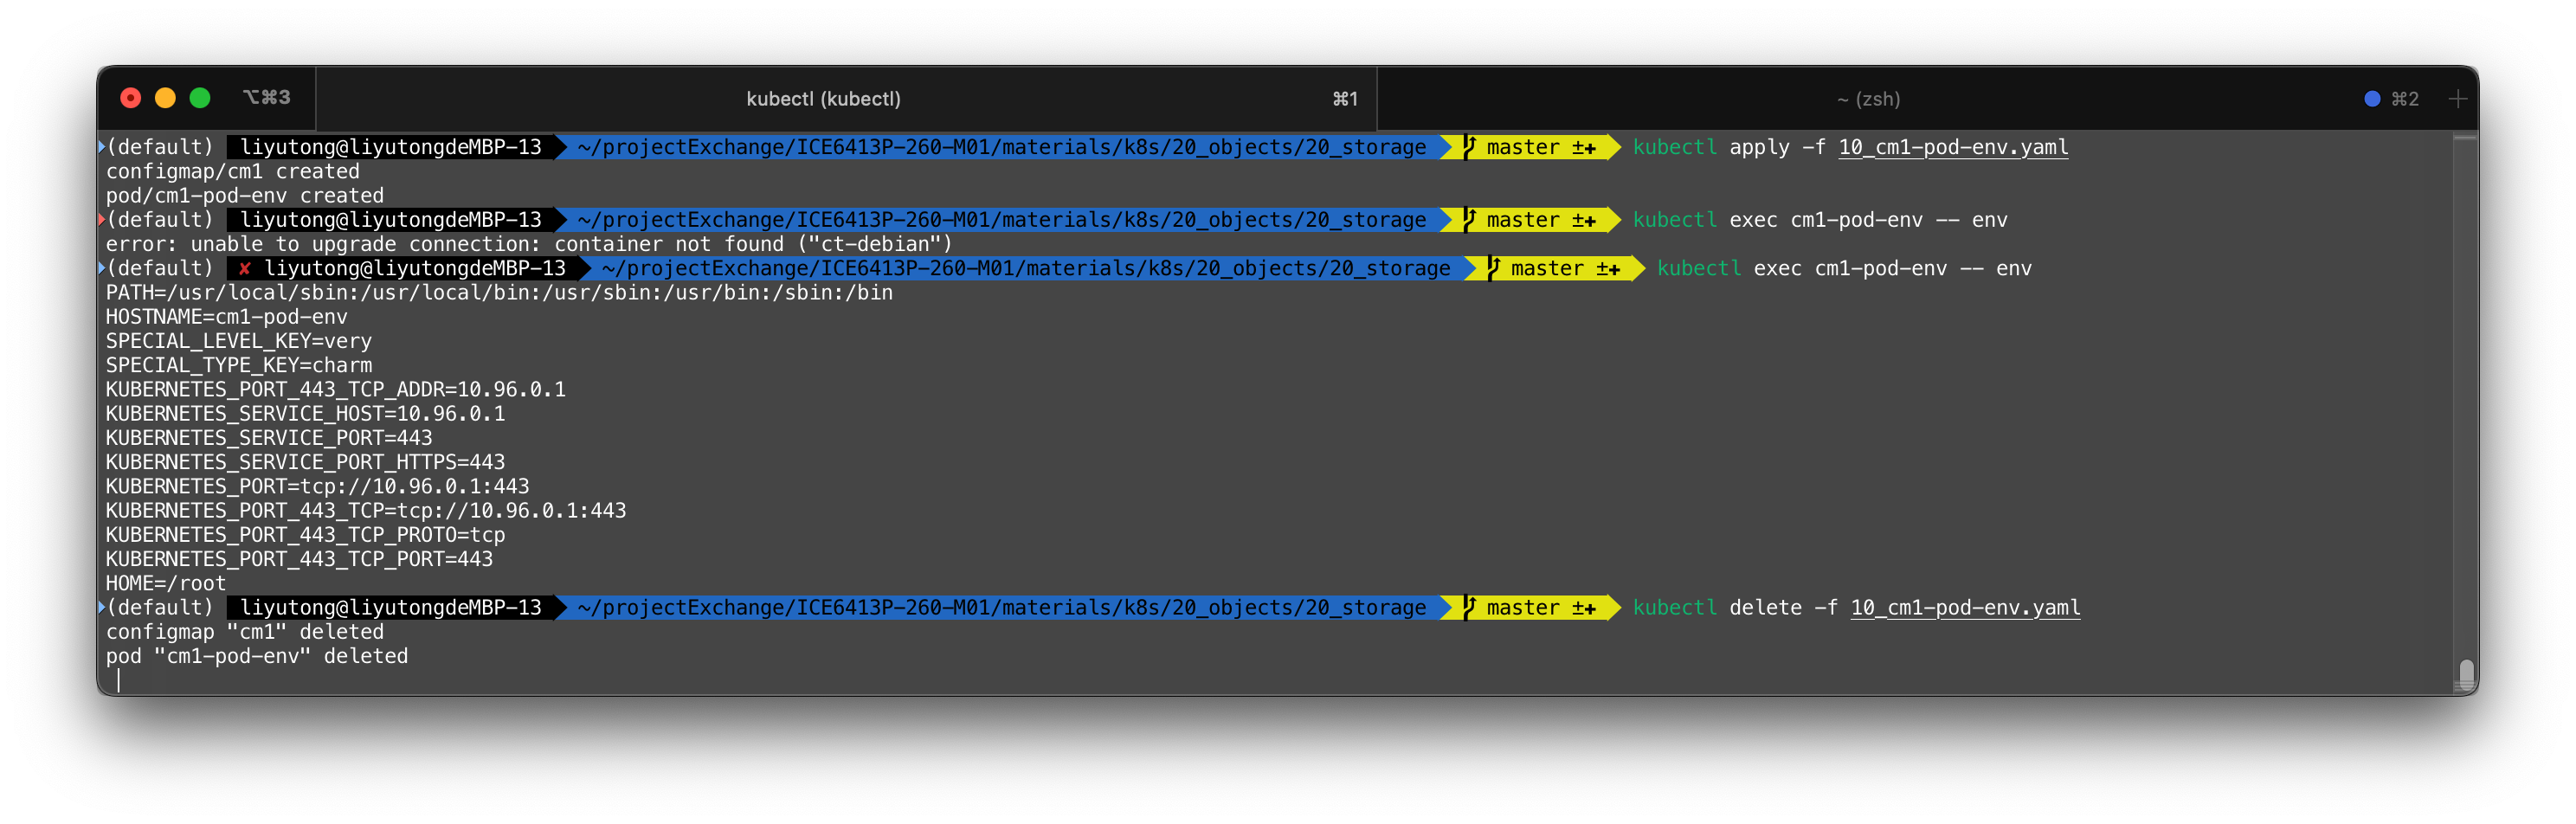 ⌥⌘3 kubectl (kubectl) ⌘1 ~ (zsh) ⌘2 +
(default) liyutong@liyutongdeMBP-13 ~/projectExchange/ICE6413P-260-M01/materials/k8s/20_objects/20_storage master ±✚ kubectl apply -f 10_cm1-pod-env.yaml
configmap/cm1 created
pod/cm1-pod-env created
(default) liyutong@liyutongdeMBP-13 ~/projectExchange/ICE6413P-260-M01/materials/k8s/20_objects/20_storage master ±✚ kubectl exec cm1-pod-env -- env
error: unable to upgrade connection: container not found ("ct-debian")
(default) ✘ liyutong@liyutongdeMBP-13 ~/projectExchange/ICE6413P-260-M01/materials/k8s/20_objects/20_storage master ±✚ kubectl exec cm1-pod-env -- env
PATH=/usr/local/sbin:/usr/local/bin:/usr/sbin:/usr/bin:/sbin:/bin
HOSTNAME=cm1-pod-env
SPECIAL_LEVEL_KEY=very
SPECIAL_TYPE_KEY=charm
KUBERNETES_PORT_443_TCP_ADDR=10.96.0.1
KUBERNETES_SERVICE_HOST=10.96.0.1
KUBERNETES_SERVICE_PORT=443
KUBERNETES_SERVICE_PORT_HTTPS=443
KUBERNETES_PORT=tcp://10.96.0.1:443
KUBERNETES_PORT_443_TCP=tcp://10.96.0.1:443
KUBERNETES_PORT_443_TCP_PROTO=tcp
KUBERNETES_PORT_443_TCP_PORT=443
HOME=/root
(default) liyutong@liyutongdeMBP-13 ~/projectExchange/ICE6413P-260-M01/materials/k8s/20_objects/20_storage master ±✚ kubectl delete -f 10_cm1-pod-env.yaml
configmap "cm1" deleted
pod "cm1-pod-env" deleted